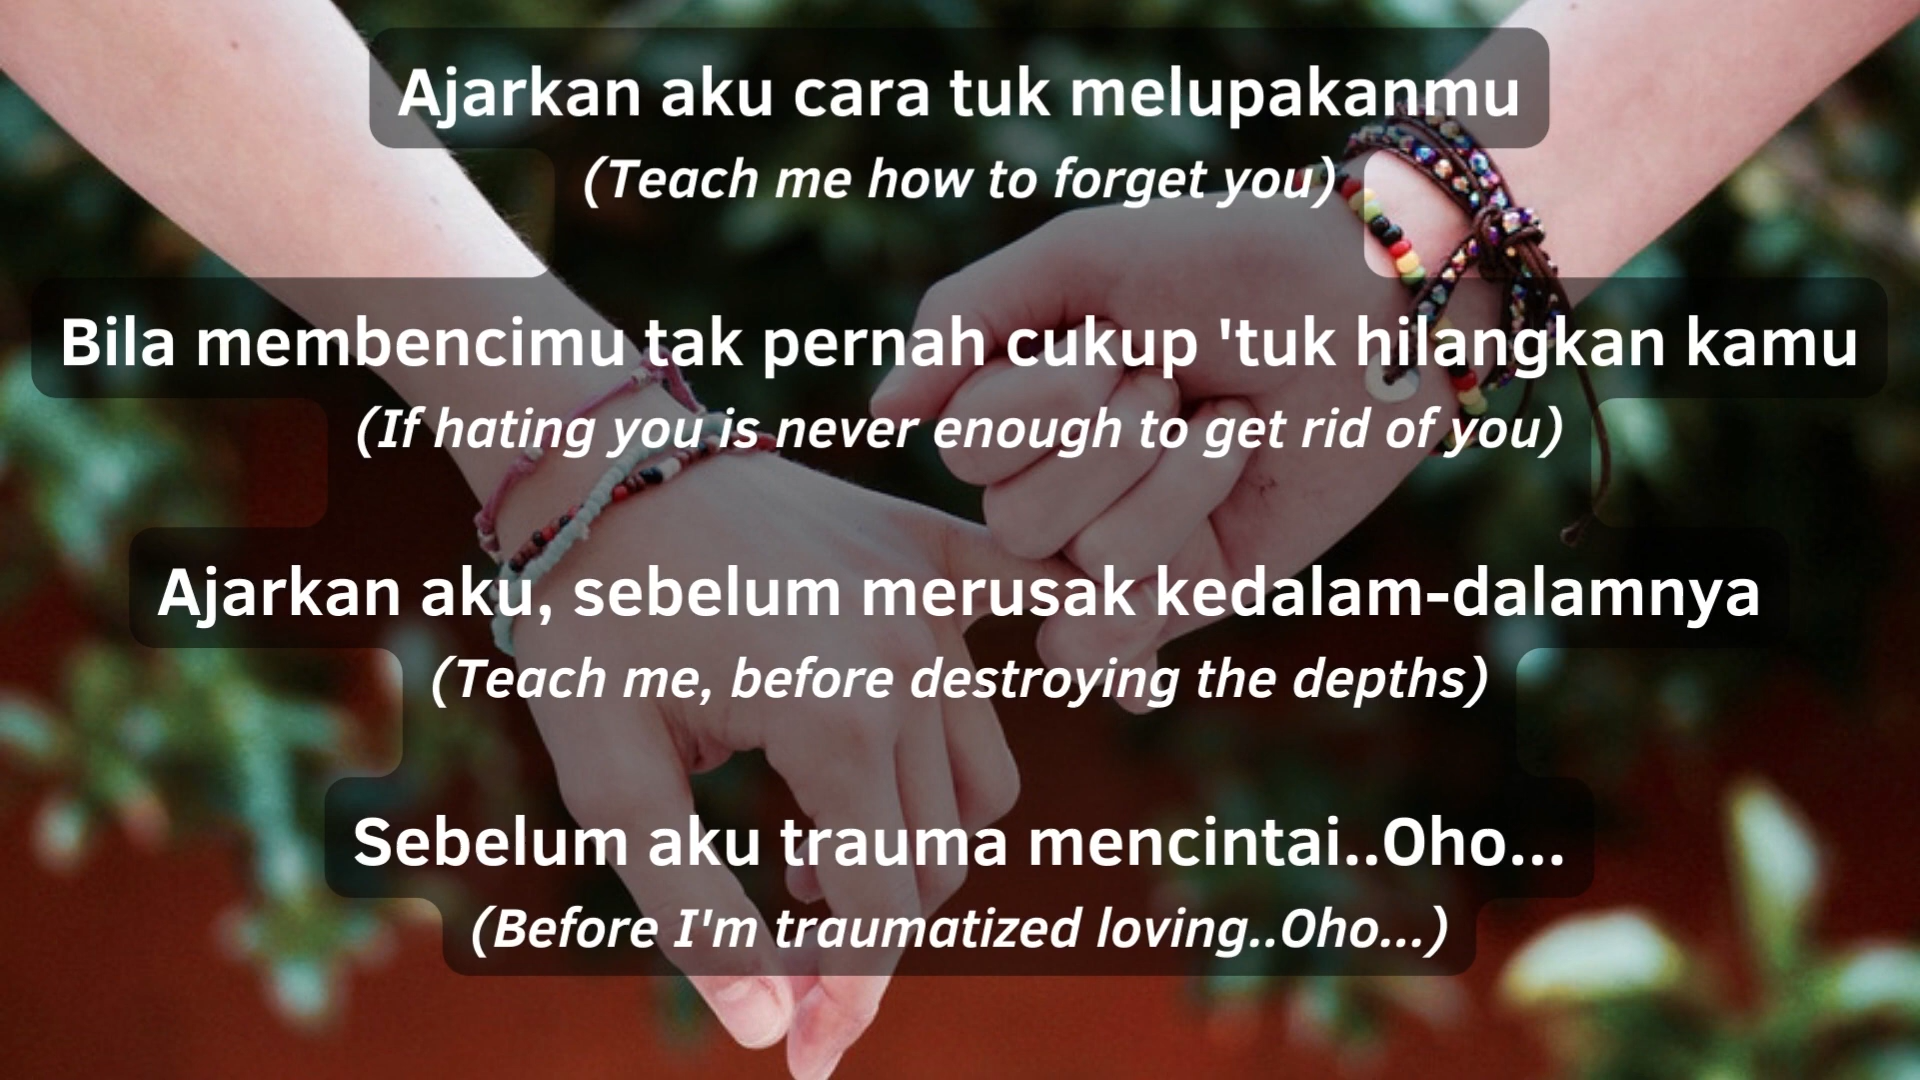 Ajarkan aku cara tuk melupakanmu
(Teach me how to forget you)
Bila membencimu tak pernah cukup 'tuk hilangkan kamu
(If hating you is never enough to get rid of you)
Ajarkan aku, sebelum merusak kedalam-dalamnya
(Teach me, before destroying the depths)
Sebelum aku trauma mencintai..Oho...
(Before I'm traumatized loving..Oho...)